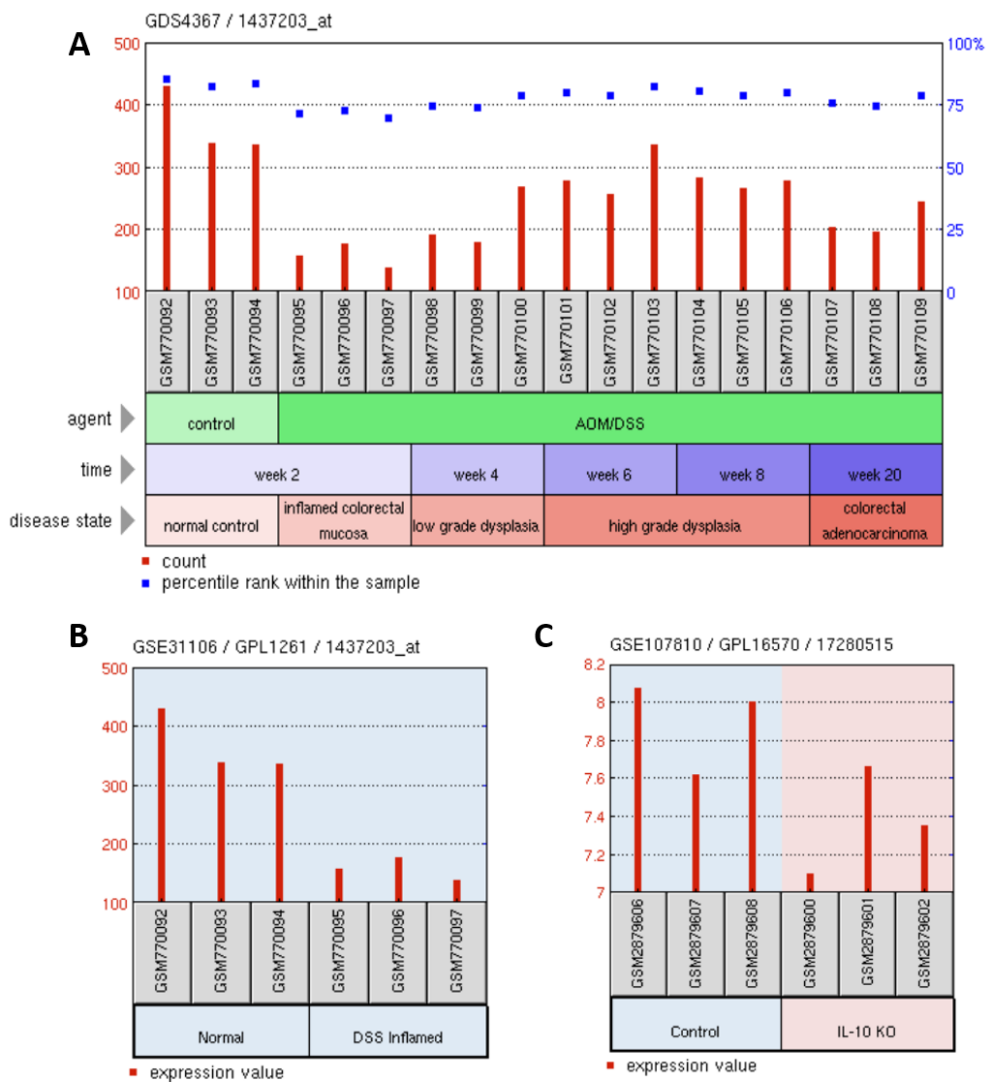 GDS4367 / 1437203_at
A
500
400
300
200
100
100%
75
50
25
0
GSM770092
GSM770093
GSM770094
GSM770095
GSM770096
GSM770097
GSM770098
GSM770099
GSM770100
GSM770101
GSM770102
GSM770103
GSM770104
GSM770105
GSM770106
GSM770107
GSM770108
GSM770109
agent
control
AOM/DSS
time
week 2
week 4
week 6
week 8
week 20
disease state
normal control
inflamed colorectal
mucosa
low grade dysplasia
high grade dysplasia
colorectal
adenocarcinoma
count
percentile rank within the sample
B
GSE31106 / GPL1261 / 1437203_at
500
400
300
200
100
GSM770092
GSM770093
GSM770094
GSM770095
GSM770096
GSM770097
Normal
DSS Inflamed
expression value
C
GSE107810 / GPL16570 / 17280515
8.2
8
7.8
7.6
7.4
7.2
7
GSM2879606
GSM2879607
GSM2879608
GSM2879600
GSM2879601
GSM2879602
Control
IL-10 KO
expression value